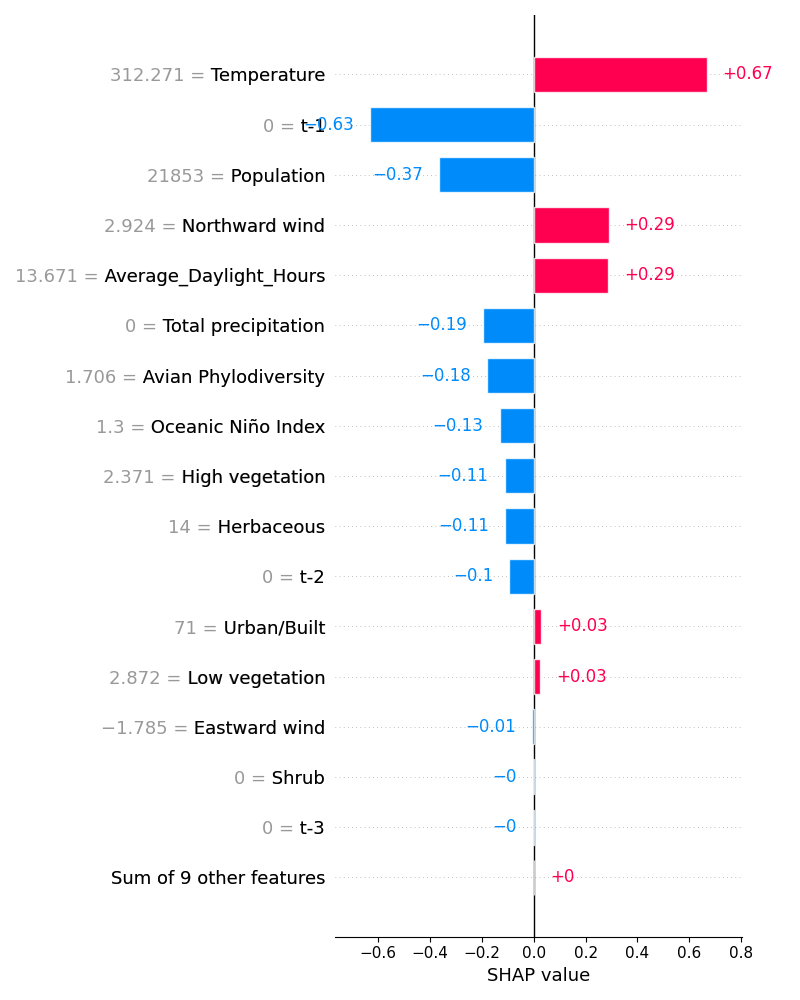 312.271 = Temperature +0.67
0 = t-1 −0.63
21853 = Population −0.37
2.924 = Northward wind +0.29
13.671 = Average_Daylight_Hours +0.29
0 = Total precipitation −0.19
1.706 = Avian Phylodiversity −0.18
1.3 = Oceanic Niño Index −0.13
2.371 = High vegetation −0.11
14 = Herbaceous −0.11
0 = t-2 −0.1
71 = Urban/Built +0.03
2.872 = Low vegetation +0.03
−1.785 = Eastward wind −0.01
0 = Shrub −0
0 = t-3 −0
Sum of 9 other features +0
−0.6 −0.4 −0.2 0.0 0.2 0.4 0.6 0.8
SHAP value